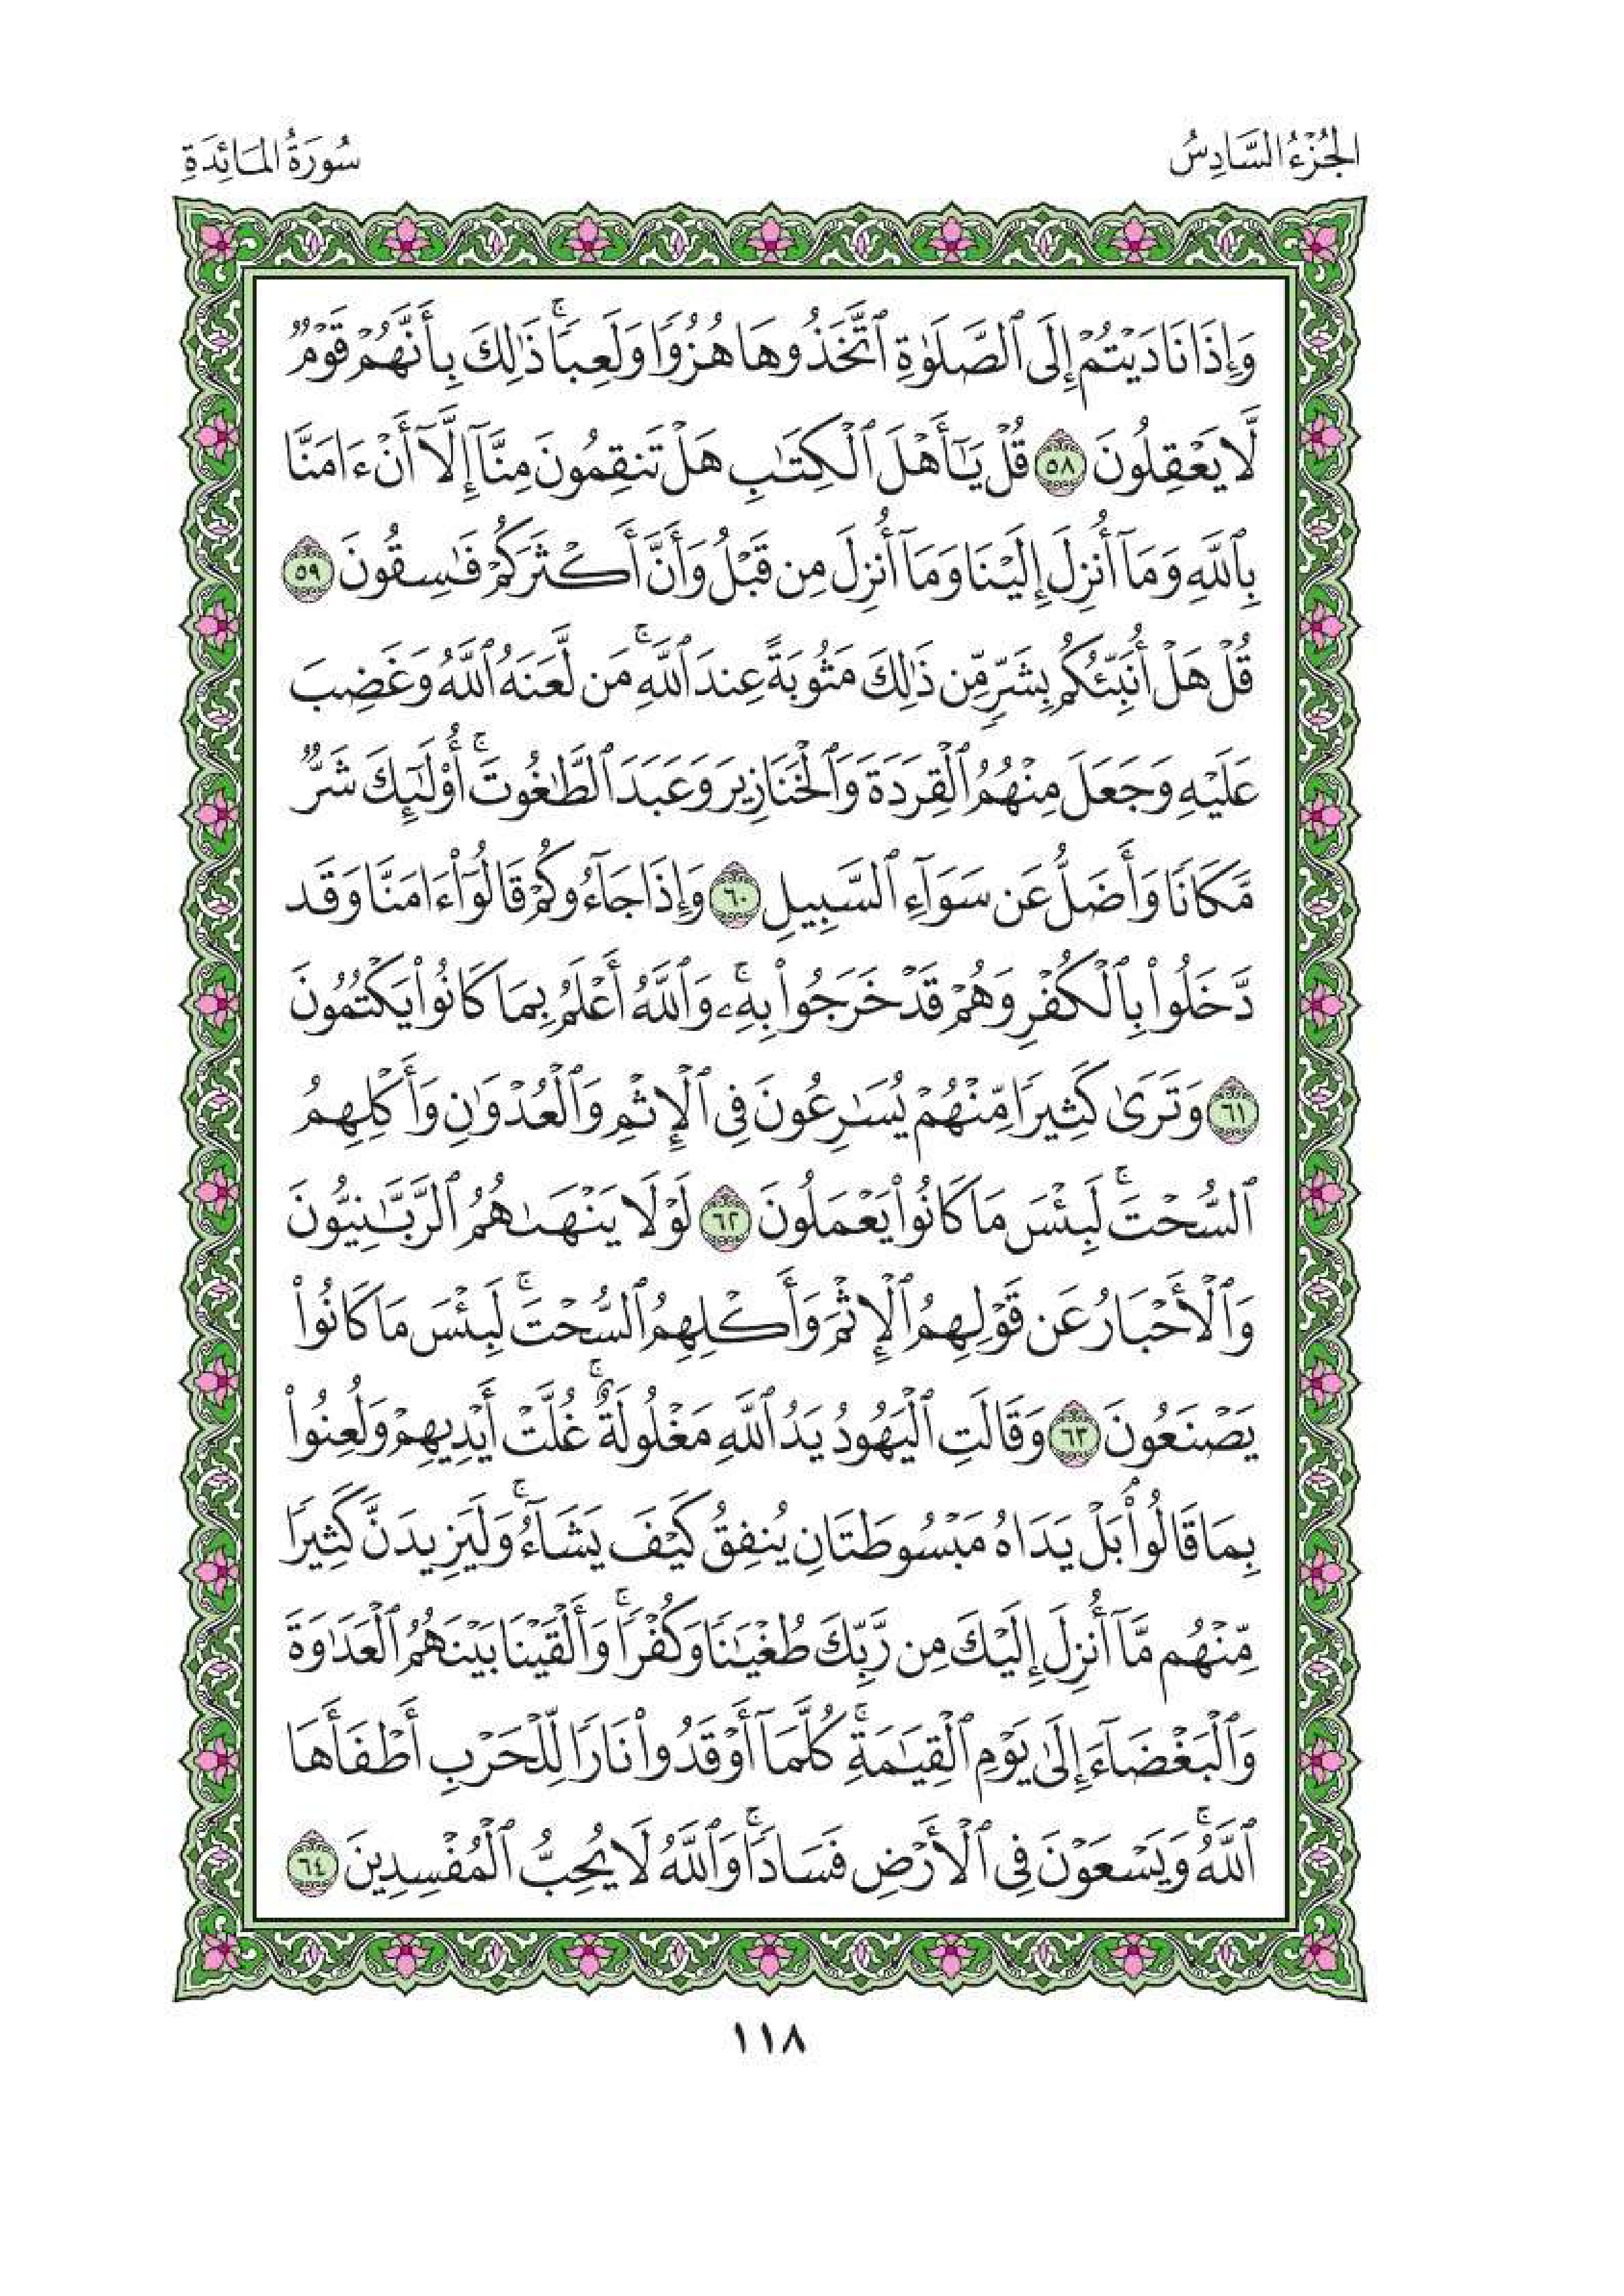 الجُزْءُ السَّادِسُ
سُورَةُ المَائِدَةِ
وَإِذَا نَادَيۡتُمۡ إِلَى ٱلصَّلَوٰةِ ٱتَّخَذُوهَا هُزُوٗا وَلَعِبٗاۚ ذَٰلِكَ بِأَنَّهُمۡ قَوۡمٞ
لَّا يَعۡقِلُونَ ٥٨ قُلۡ يَـٰٓأَهۡلَ ٱلۡكِتَـٰبِ هَلۡ تَنقِمُونَ مِنَّآ إِلَّآ أَنۡ ءَامَنَّا
بِٱللَّهِ وَمَآ أُنزِلَ إِلَيۡنَا وَمَآ أُنزِلَ مِن قَبۡلُ وَأَنَّ أَكۡثَرَكُمۡ فَـٰسِقُونَ ٥٩
قُلۡ هَلۡ أُنَبِّئُكُم بِشَرّٖ مِّن ذَٰلِكَ مَثُوبَةً عِندَ ٱللَّهِۚ مَن لَّعَنَهُ ٱللَّهُ وَغَضِبَ
عَلَيۡهِ وَجَعَلَ مِنۡهُمُ ٱلۡقِرَدَةَ وَٱلۡخَنَازِيرَ وَعَبَدَ ٱلطَّـٰغُوتَۚ أُوْلَـٰٓئِكَ شَرّٞ
مَّكَانٗا وَأَضَلُّ عَن سَوَآءِ ٱلسَّبِيلِ ٦٠ وَإِذَا جَآءُوكُمۡ قَالُوٓاْ ءَامَنَّا وَقَد
دَّخَلُواْ بِٱلۡكُفۡرِ وَهُمۡ قَدۡ خَرَجُواْ بِهِۦۚ وَٱللَّهُ أَعۡلَمُ بِمَا كَانُواْ يَكۡتُمُونَ
٦١ وَتَرَىٰ كَثِيرٗا مِّنۡهُمۡ يُسَـٰرِعُونَ فِى ٱلۡإِثۡمِ وَٱلۡعُدۡوَٰنِ وَأَكۡلِهِمُ
ٱلسُّحۡتَۚ لَبِئۡسَ مَا كَانُواْ يَعۡمَلُونَ ٦٢ لَوۡلَا يَنۡهَىٰهُمُ ٱلرَّبَّـٰنِيُّونَ
وَٱلۡأَحۡبَارُ عَن قَوۡلِهِمُ ٱلۡإِثۡمَ وَأَكۡلِهِمُ ٱلسُّحۡتَۚ لَبِئۡسَ مَا كَانُواْ
يَصۡنَعُونَ ٦٣ وَقَالَتِ ٱلۡيَهُودُ يَدُ ٱللَّهِ مَغۡلُولَةٌۚ غُلَّتۡ أَيۡدِيهِمۡ وَلُعِنُواْ
بِمَا قَالُواْۘ بَلۡ يَدَاهُ مَبۡسُوطَتَانِ يُنفِقُ كَيۡفَ يَشَآءُۚ وَلَيَزِيدَنَّ كَثِيرٗا
مِّنۡهُم مَّآ أُنزِلَ إِلَيۡكَ مِن رَّبِّكَ طُغۡيَـٰنٗا وَكُفۡرٗاۚ وَأَلۡقَيۡنَا بَيۡنَهُمُ ٱلۡعَدَٰوَةَ
وَٱلۡبَغۡضَآءَ إِلَىٰ يَوۡمِ ٱلۡقِيَـٰمَةِۚ كُلَّمَآ أَوۡقَدُواْ نَارٗا لِّلۡحَرۡبِ أَطۡفَأَهَا
ٱللَّهُۚ وَيَسۡعَوۡنَ فِى ٱلۡأَرۡضِ فَسَادٗاۚ وَٱللَّهُ لَا يُحِبُّ ٱلۡمُفۡسِدِينَ ٦٤
١١٨